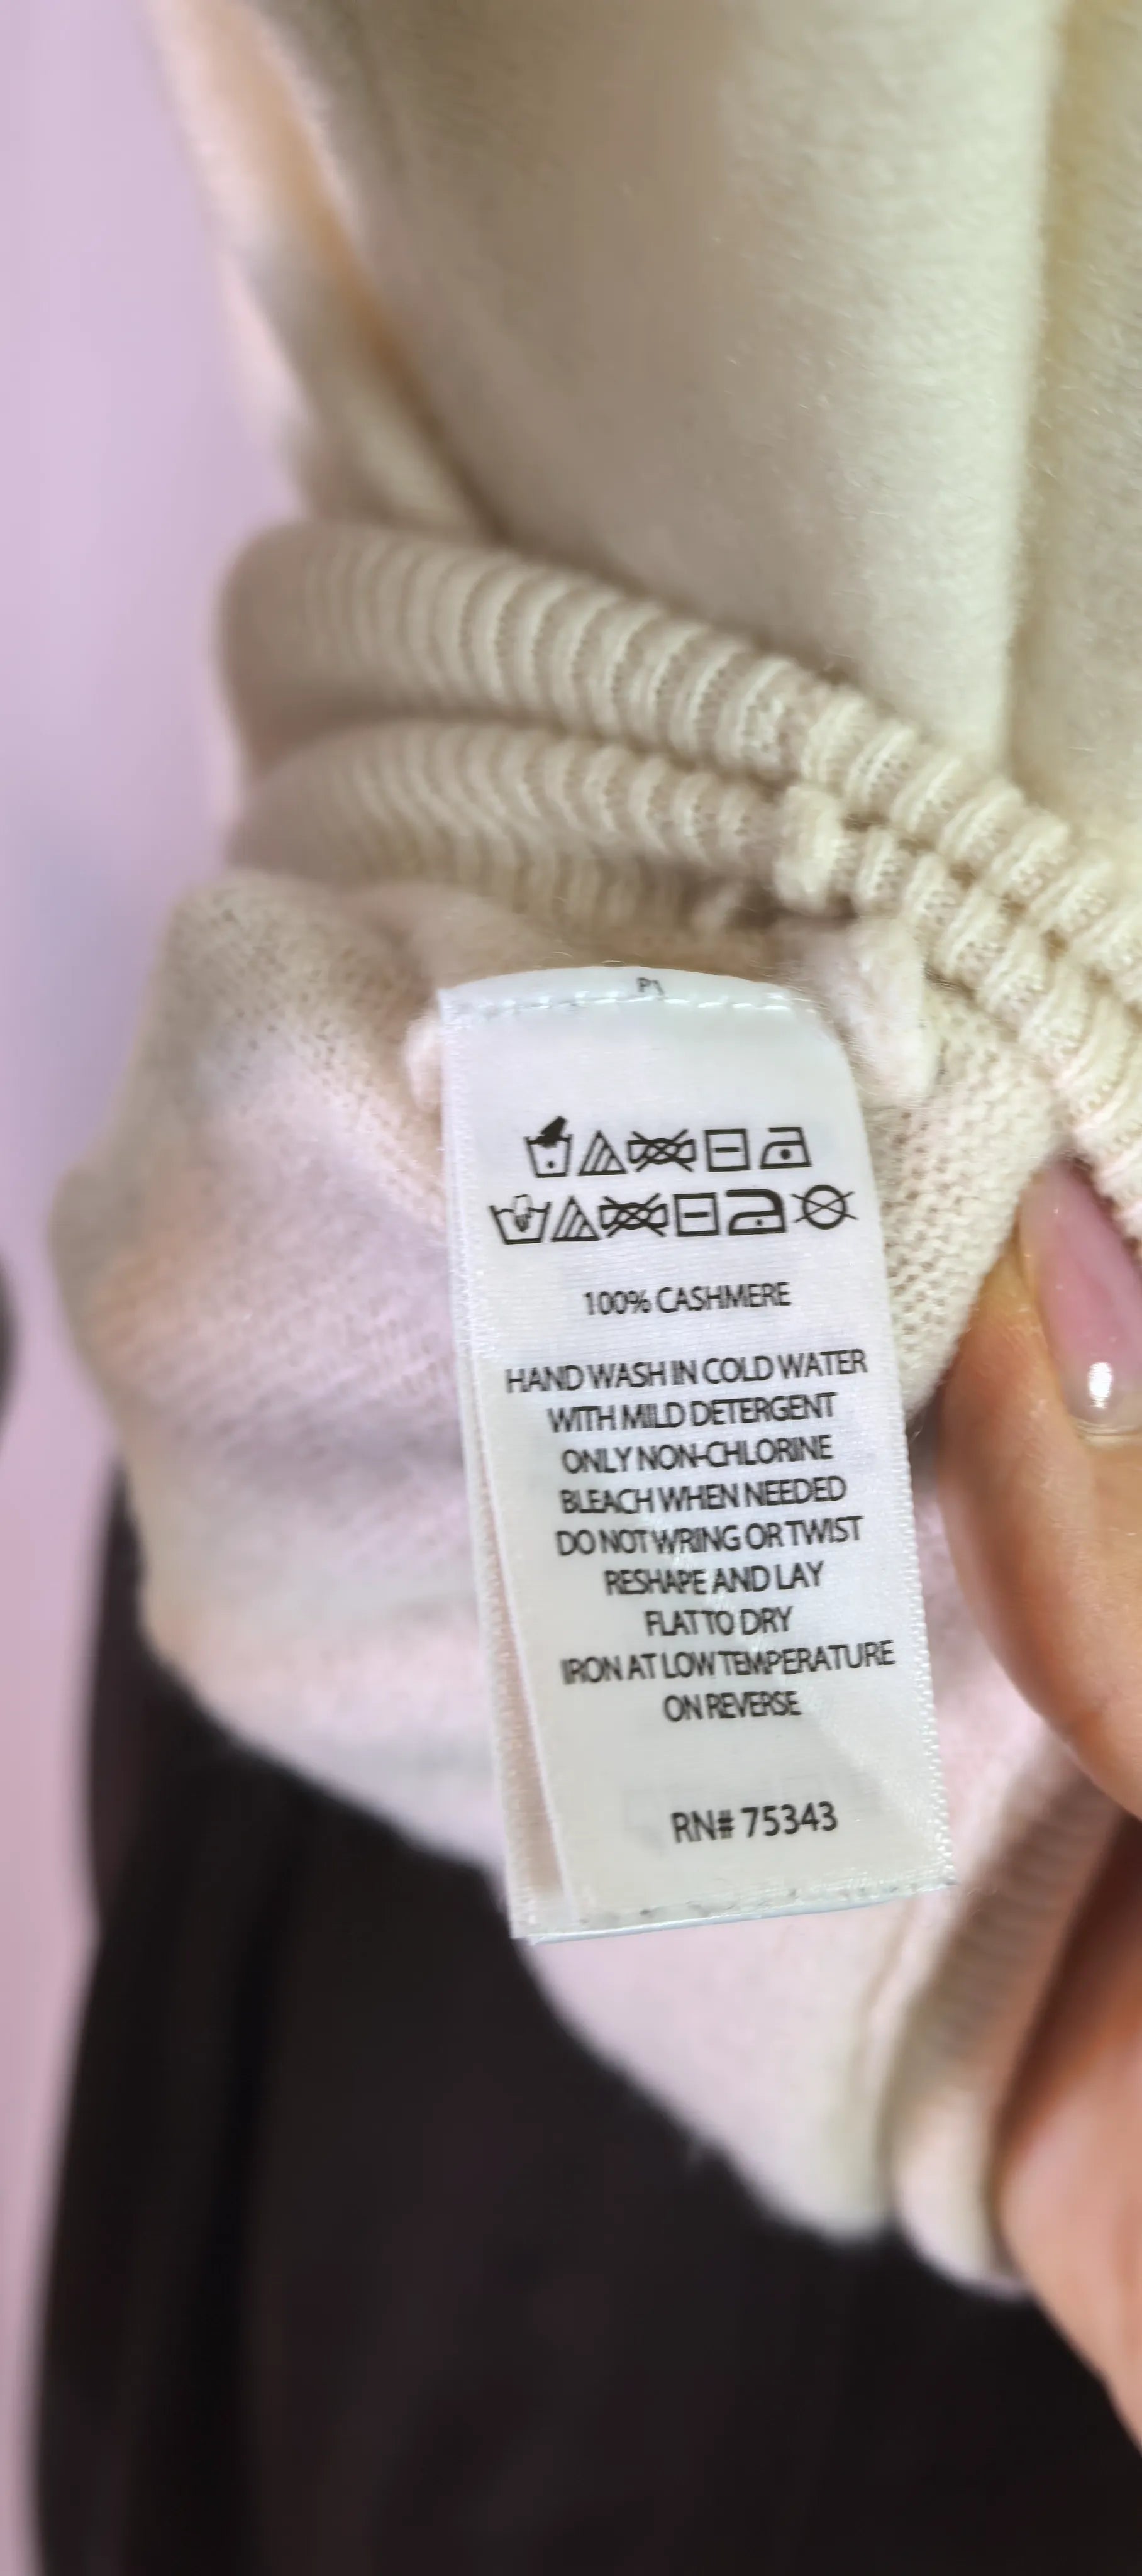 P1
100% CASHMERE
HAND WASH IN COLD WATER
WITH MILD DETERGENT
ONLY NON-CHLORINE
BLEACH WHEN NEEDED
DO NOT WRING OR TWIST
RESHAPE AND LAY
FLAT TO DRY
IRON AT LOW TEMPERATURE
ON REVERSE
RN# 75343